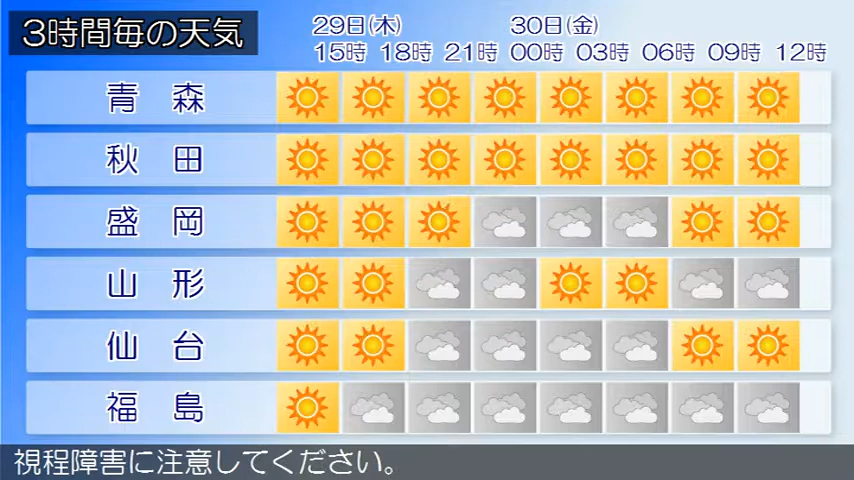 3時間毎の天気
29日(木) 30日(金)
15時 18時 21時 00時 03時 06時 09時 12時
青森
秋田
盛岡
山形
仙台
福島
視程障害に注意してください。